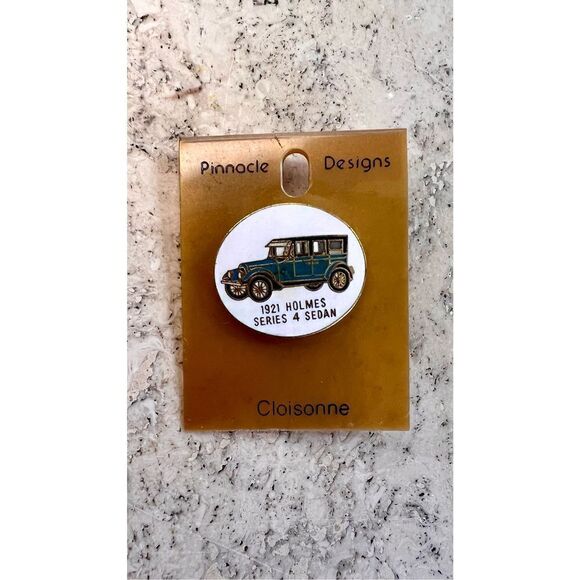 Pinnacle Designs
1921 HOLMES
SERIES 4 SEDAN
Cloisonne